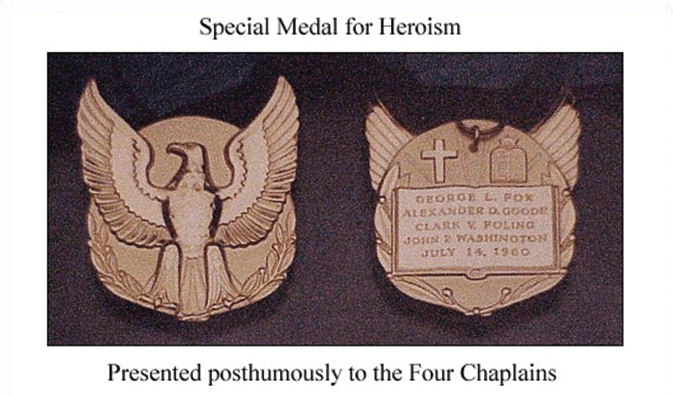 Special Medal for Heroism
GEORGE L. FOX
ALEXANDER D. GOODE
CLARK V. POLING
JOHN P. WASHINGTON
JULY 14, 1960
Presented posthumously to the Four Chaplains